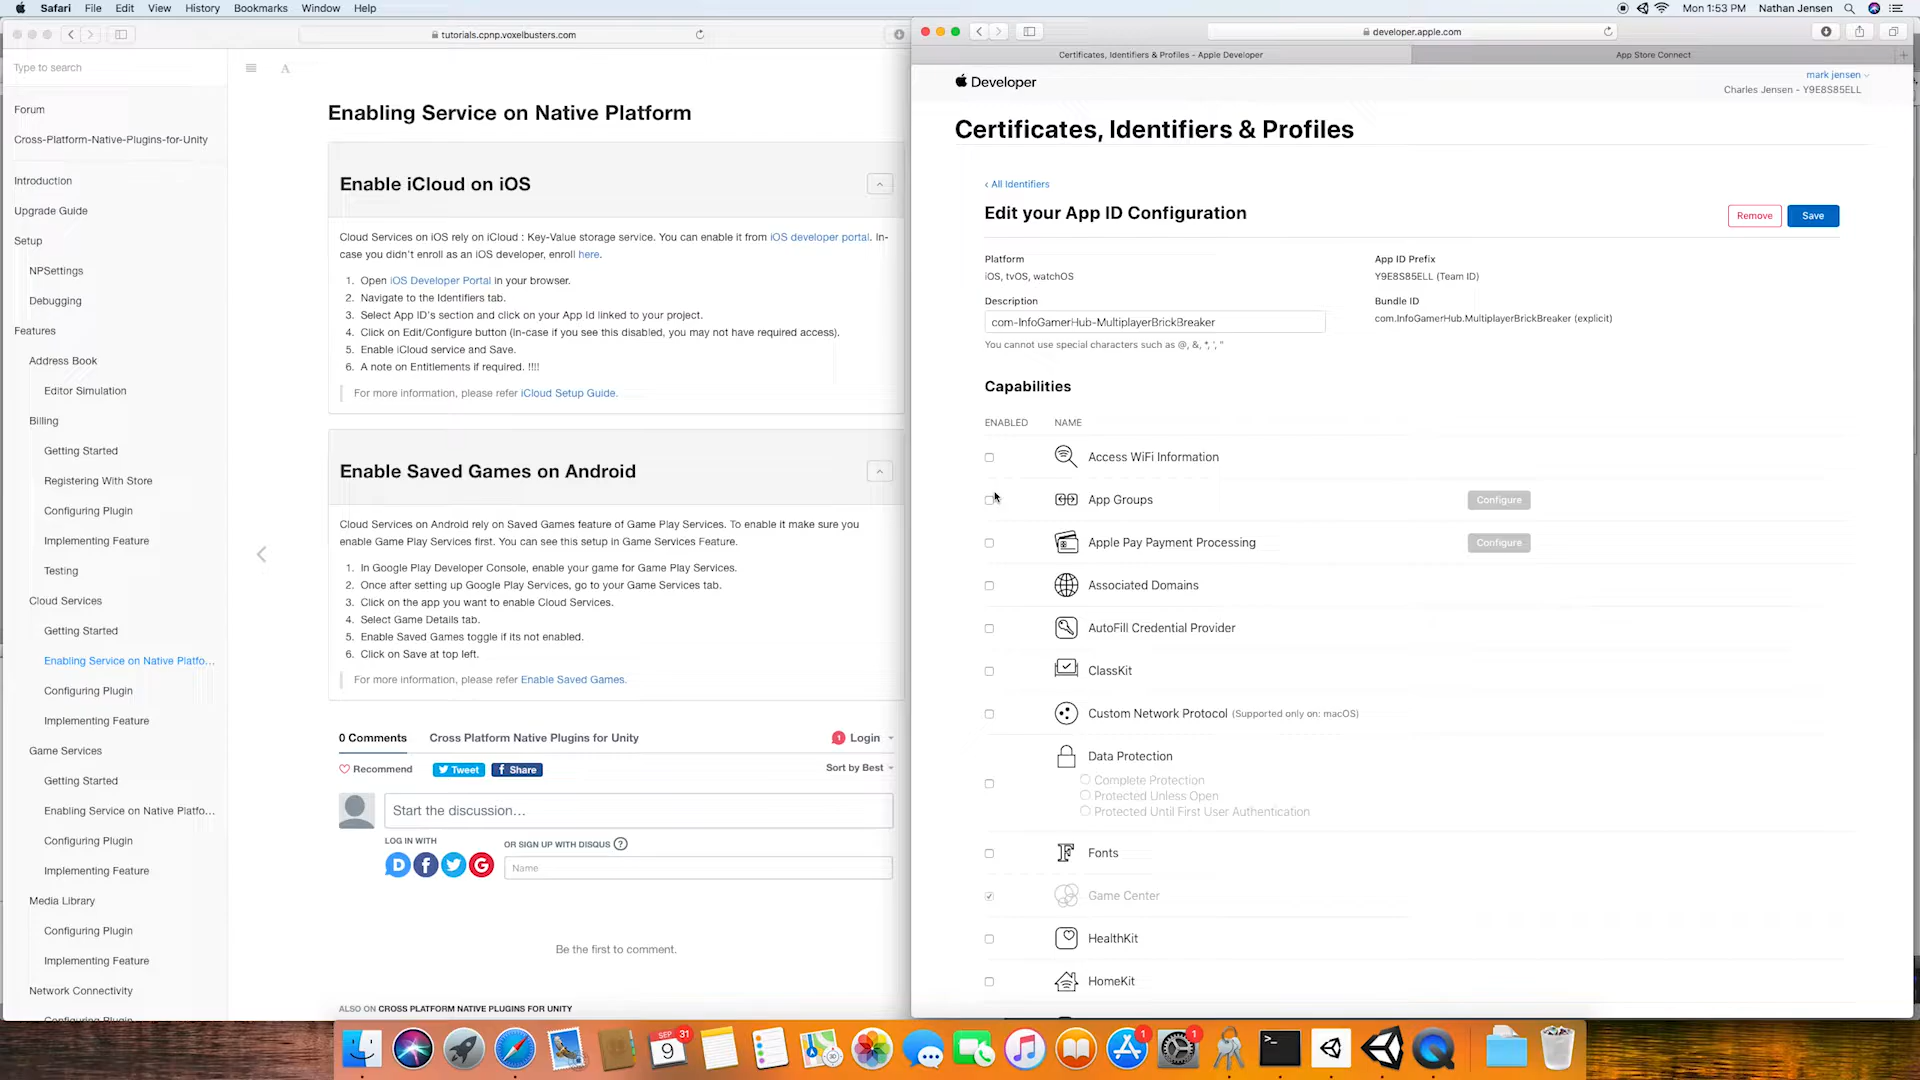 Safari File Edit View History Bookmarks Window Help
Mon 1:53 PM Nathan Jensen
tutorials.cpnp.voxelbusters.com
Type to search
Forum
Cross-Platform-Native-Plugins-for-Unity
Introduction
Upgrade Guide
Setup
NPSettings
Debugging
Features
Address Book
Editor Simulation
Billing
Getting Started
Registering With Store
Configuring Plugin
Implementing Feature
Testing
Cloud Services
Getting Started
Enabling Service on Native Platfo...
Configuring Plugin
Implementing Feature
Game Services
Getting Started
Enabling Service on Native Platfo...
Configuring Plugin
Implementing Feature
Media Library
Configuring Plugin
Implementing Feature
Network Connectivity
Configuring Plugin
A
Enabling Service on Native Platform
Enable iCloud on iOS
Cloud Services on iOS rely on iCloud : Key-Value storage service. You can enable it from iOS developer portal. In-
case you didn't enroll as an iOS developer, enroll here.
1. Open iOS Developer Portal in your browser.
2. Navigate to the Identifiers tab.
3. Select App ID's section and click on your App Id linked to your project.
4. Click on Edit/Configure button (In-case if you see this disabled, you may not have required access).
5. Enable iCloud service and Save.
6. A note on Entitlements if required. !!!!
For more information, please refer iCloud Setup Guide.
Enable Saved Games on Android
Cloud Services on Android rely on Saved Games feature of Game Play Services. To enable it make sure you
enable Game Play Services first. You can see this setup in Game Services Feature.
1. In Google Play Developer Console, enable your game for Game Play Services.
2. Once after setting up Google Play Services, go to your Game Services tab.
3. Click on the app you want to enable Cloud Services.
4. Select Game Details tab.
5. Enable Saved Games toggle if its not enabled.
6. Click on Save at top left.
For more information, please refer Enable Saved Games.
0 Comments Cross Platform Native Plugins for Unity 1 Login
Recommend Tweet Share Sort by Best
Start the discussion...
LOG IN WITH
OR SIGN UP WITH DISQUS ?
Name
Be the first to comment.
ALSO ON CROSS PLATFORM NATIVE PLUGINS FOR UNITY
developer.apple.com
Certificates, Identifiers & Profiles - Apple Developer
App Store Connect
Developer
mark jensen
Charles Jensen - Y9E8S85ELL
Certificates, Identifiers & Profiles
‹ All Identifiers
Edit your App ID Configuration
Remove Save
Platform
iOS, tvOS, watchOS
App ID Prefix
Y9E8S85ELL (Team ID)
Description
com-InfoGamerHub-MultiplayerBrickBreaker
You cannot use special characters such as @, &, *, ', "
Bundle ID
com.InfoGamerHub.MultiplayerBrickBreaker (explicit)
Capabilities
ENABLED NAME
Access WiFi Information
App Groups Configure
Apple Pay Payment Processing Configure
Associated Domains
AutoFill Credential Provider
ClassKit
Custom Network Protocol (Supported only on: macOS)
Data Protection
Complete Protection
Protected Unless Open
Protected Until First User Authentication
Fonts
Game Center
HealthKit
HomeKit
SEP 9 31
1 1